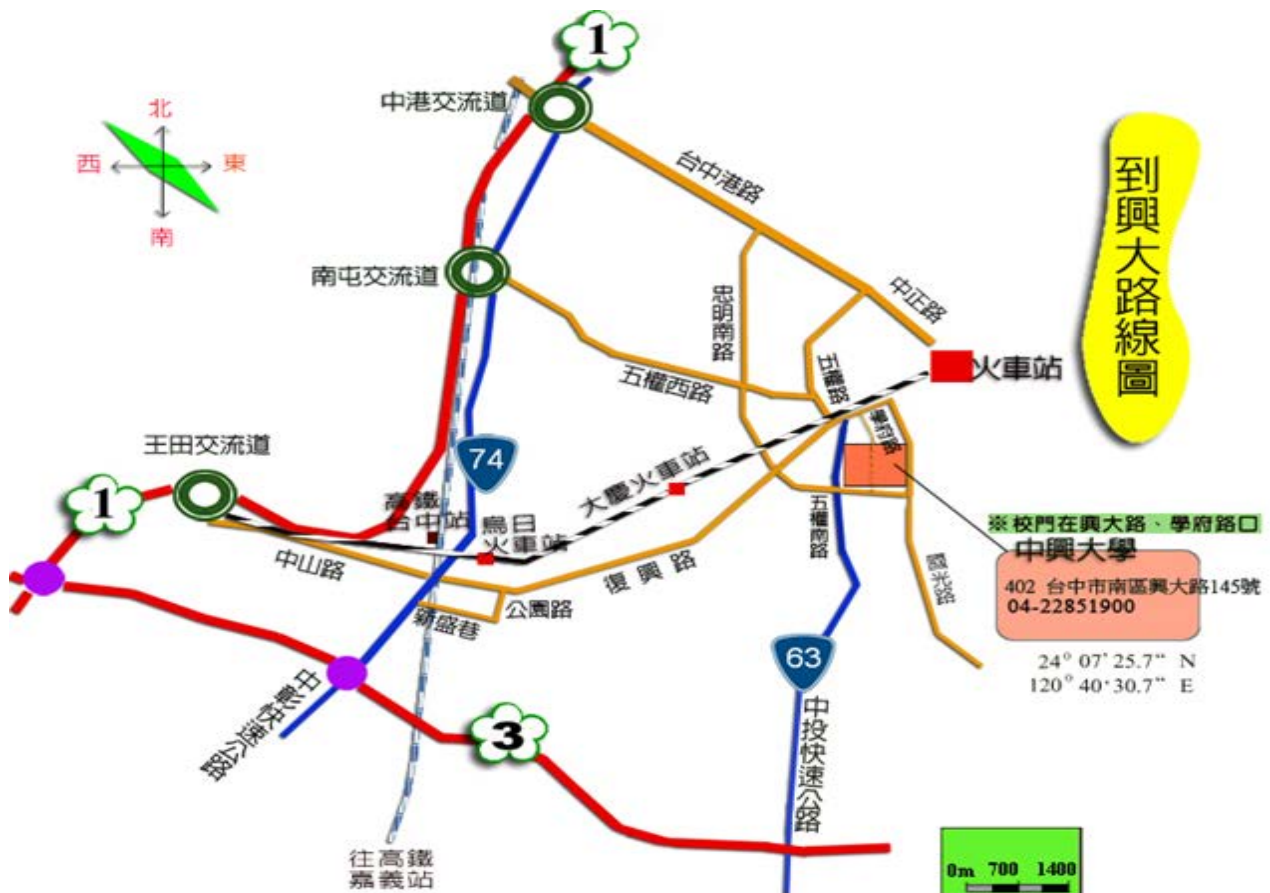 1
中港交流道
北
西
東
南
台中港路
到興大路線圖
南屯交流道
忠明南路
中正路
火車站
五權西路
五權路
學府路
王田交流道
74
1
高鐵
台中站
烏日
火車站
大慶火車站
五權南路
※校門在興大路、學府路口
中興大學
402 台中市南區興大路145號
04-22851900
中山路
復興路
公園路
新盛巷
國光路
24° 07' 25.7“ N
120° 40' 30.7” E
63
中彰快速公路
3
中投快速公路
往高鐵
嘉義站
0m 700 1400